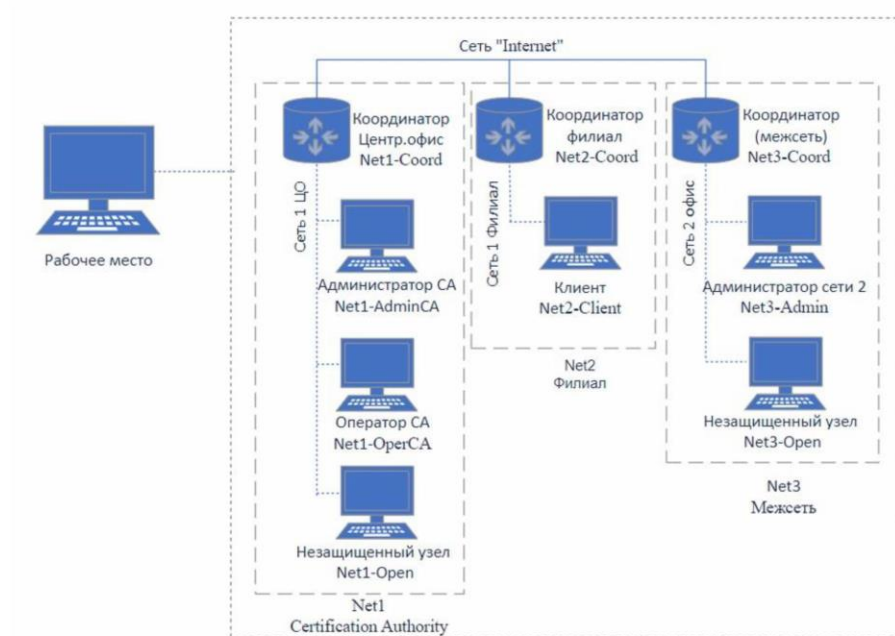 Сеть "Internet"
Рабочее место
Координатор
Центр.офис
Net1-Coord
Сеть 1 ЦО
Администратор CA
Net1-AdminCA
Оператор CA
Net1-OperCA
Незащищенный узел
Net1-Open
Net1
Certification Authority
Координатор
филиал
Net2-Coord
Сеть 1 Филиал
Клиент
Net2-Client
Net2
Филиал
Координатор
(межсеть)
Net3-Coord
Сеть 2 офис
Администратор сети 2
Net3-Admin
Незащищенный узел
Net3-Open
Net3
Межсеть